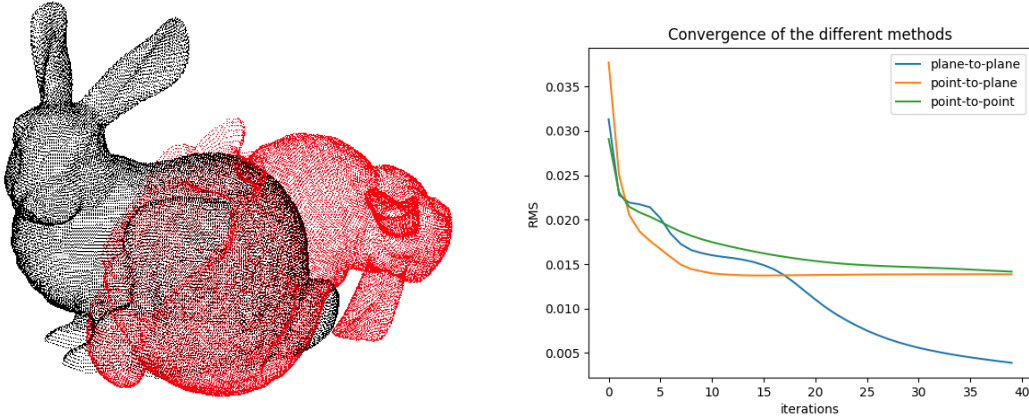 Convergence of the different methods
plane-to-plane
point-to-plane
point-to-point
RMS
0.035
0.030
0.025
0.020
0.015
0.010
0.005
0 5 10 15 20 25 30 35 40
iterations